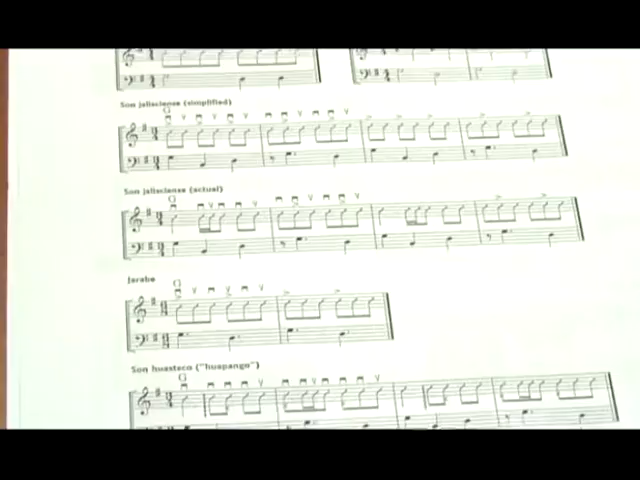 Son jalisciense (simplified)
G
Son jalisciense (actual)
G
Jarabe
G
Son huasteco ("huapango")
G